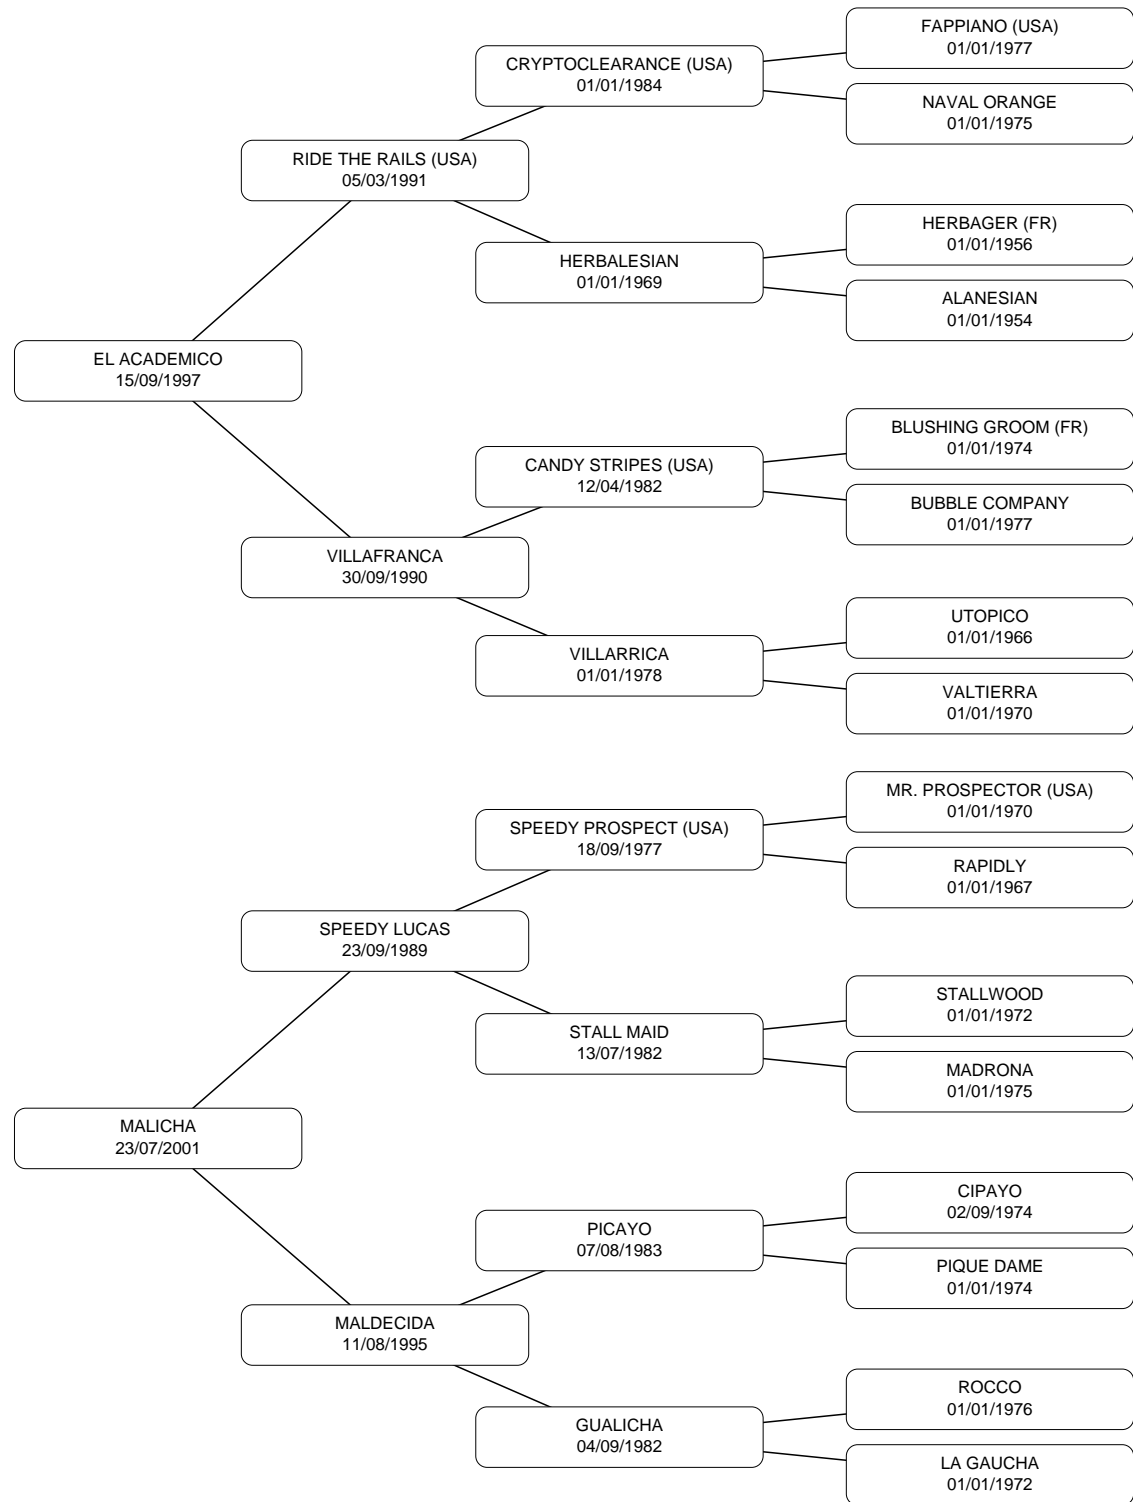 FAPPIANO (USA)
01/01/1977
CRYPTOCLEARANCE (USA)
01/01/1984
NAVAL ORANGE
01/01/1975
RIDE THE RAILS (USA)
05/03/1991
HERBAGER (FR)
01/01/1956
HERBALESIAN
01/01/1969
ALANESIAN
01/01/1954
EL ACADEMICO
15/09/1997
BLUSHING GROOM (FR)
01/01/1974
CANDY STRIPES (USA)
12/04/1982
BUBBLE COMPANY
01/01/1977
VILLAFRANCA
30/09/1990
UTOPICO
01/01/1966
VILLARRICA
01/01/1978
VALTIERRA
01/01/1970
MR. PROSPECTOR (USA)
01/01/1970
SPEEDY PROSPECT (USA)
18/09/1977
RAPIDLY
01/01/1967
SPEEDY LUCAS
23/09/1989
STALLWOOD
01/01/1972
STALL MAID
13/07/1982
MADRONA
01/01/1975
MALICHA
23/07/2001
CIPAYO
02/09/1974
PICAYO
07/08/1983
PIQUE DAME
01/01/1974
MALDECIDA
11/08/1995
ROCCO
01/01/1976
GUALICHA
04/09/1982
LA GAUCHA
01/01/1972